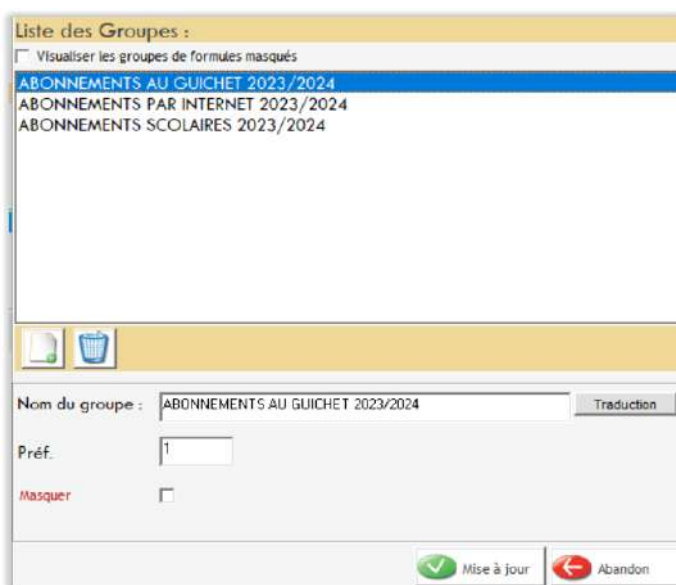 Liste des Groupes :
Visualiser les groupes de formules masqués
ABONNEMENTS AU GUICHET 2023/2024
ABONNEMENTS PAR INTERNET 2023/2024
ABONNEMENTS SCOLAIRES 2023/2024
Nom du groupe : ABONNEMENTS AU GUICHET 2023/2024 Traduction
Préf. 1
Masquer
Mise à jour Abandon